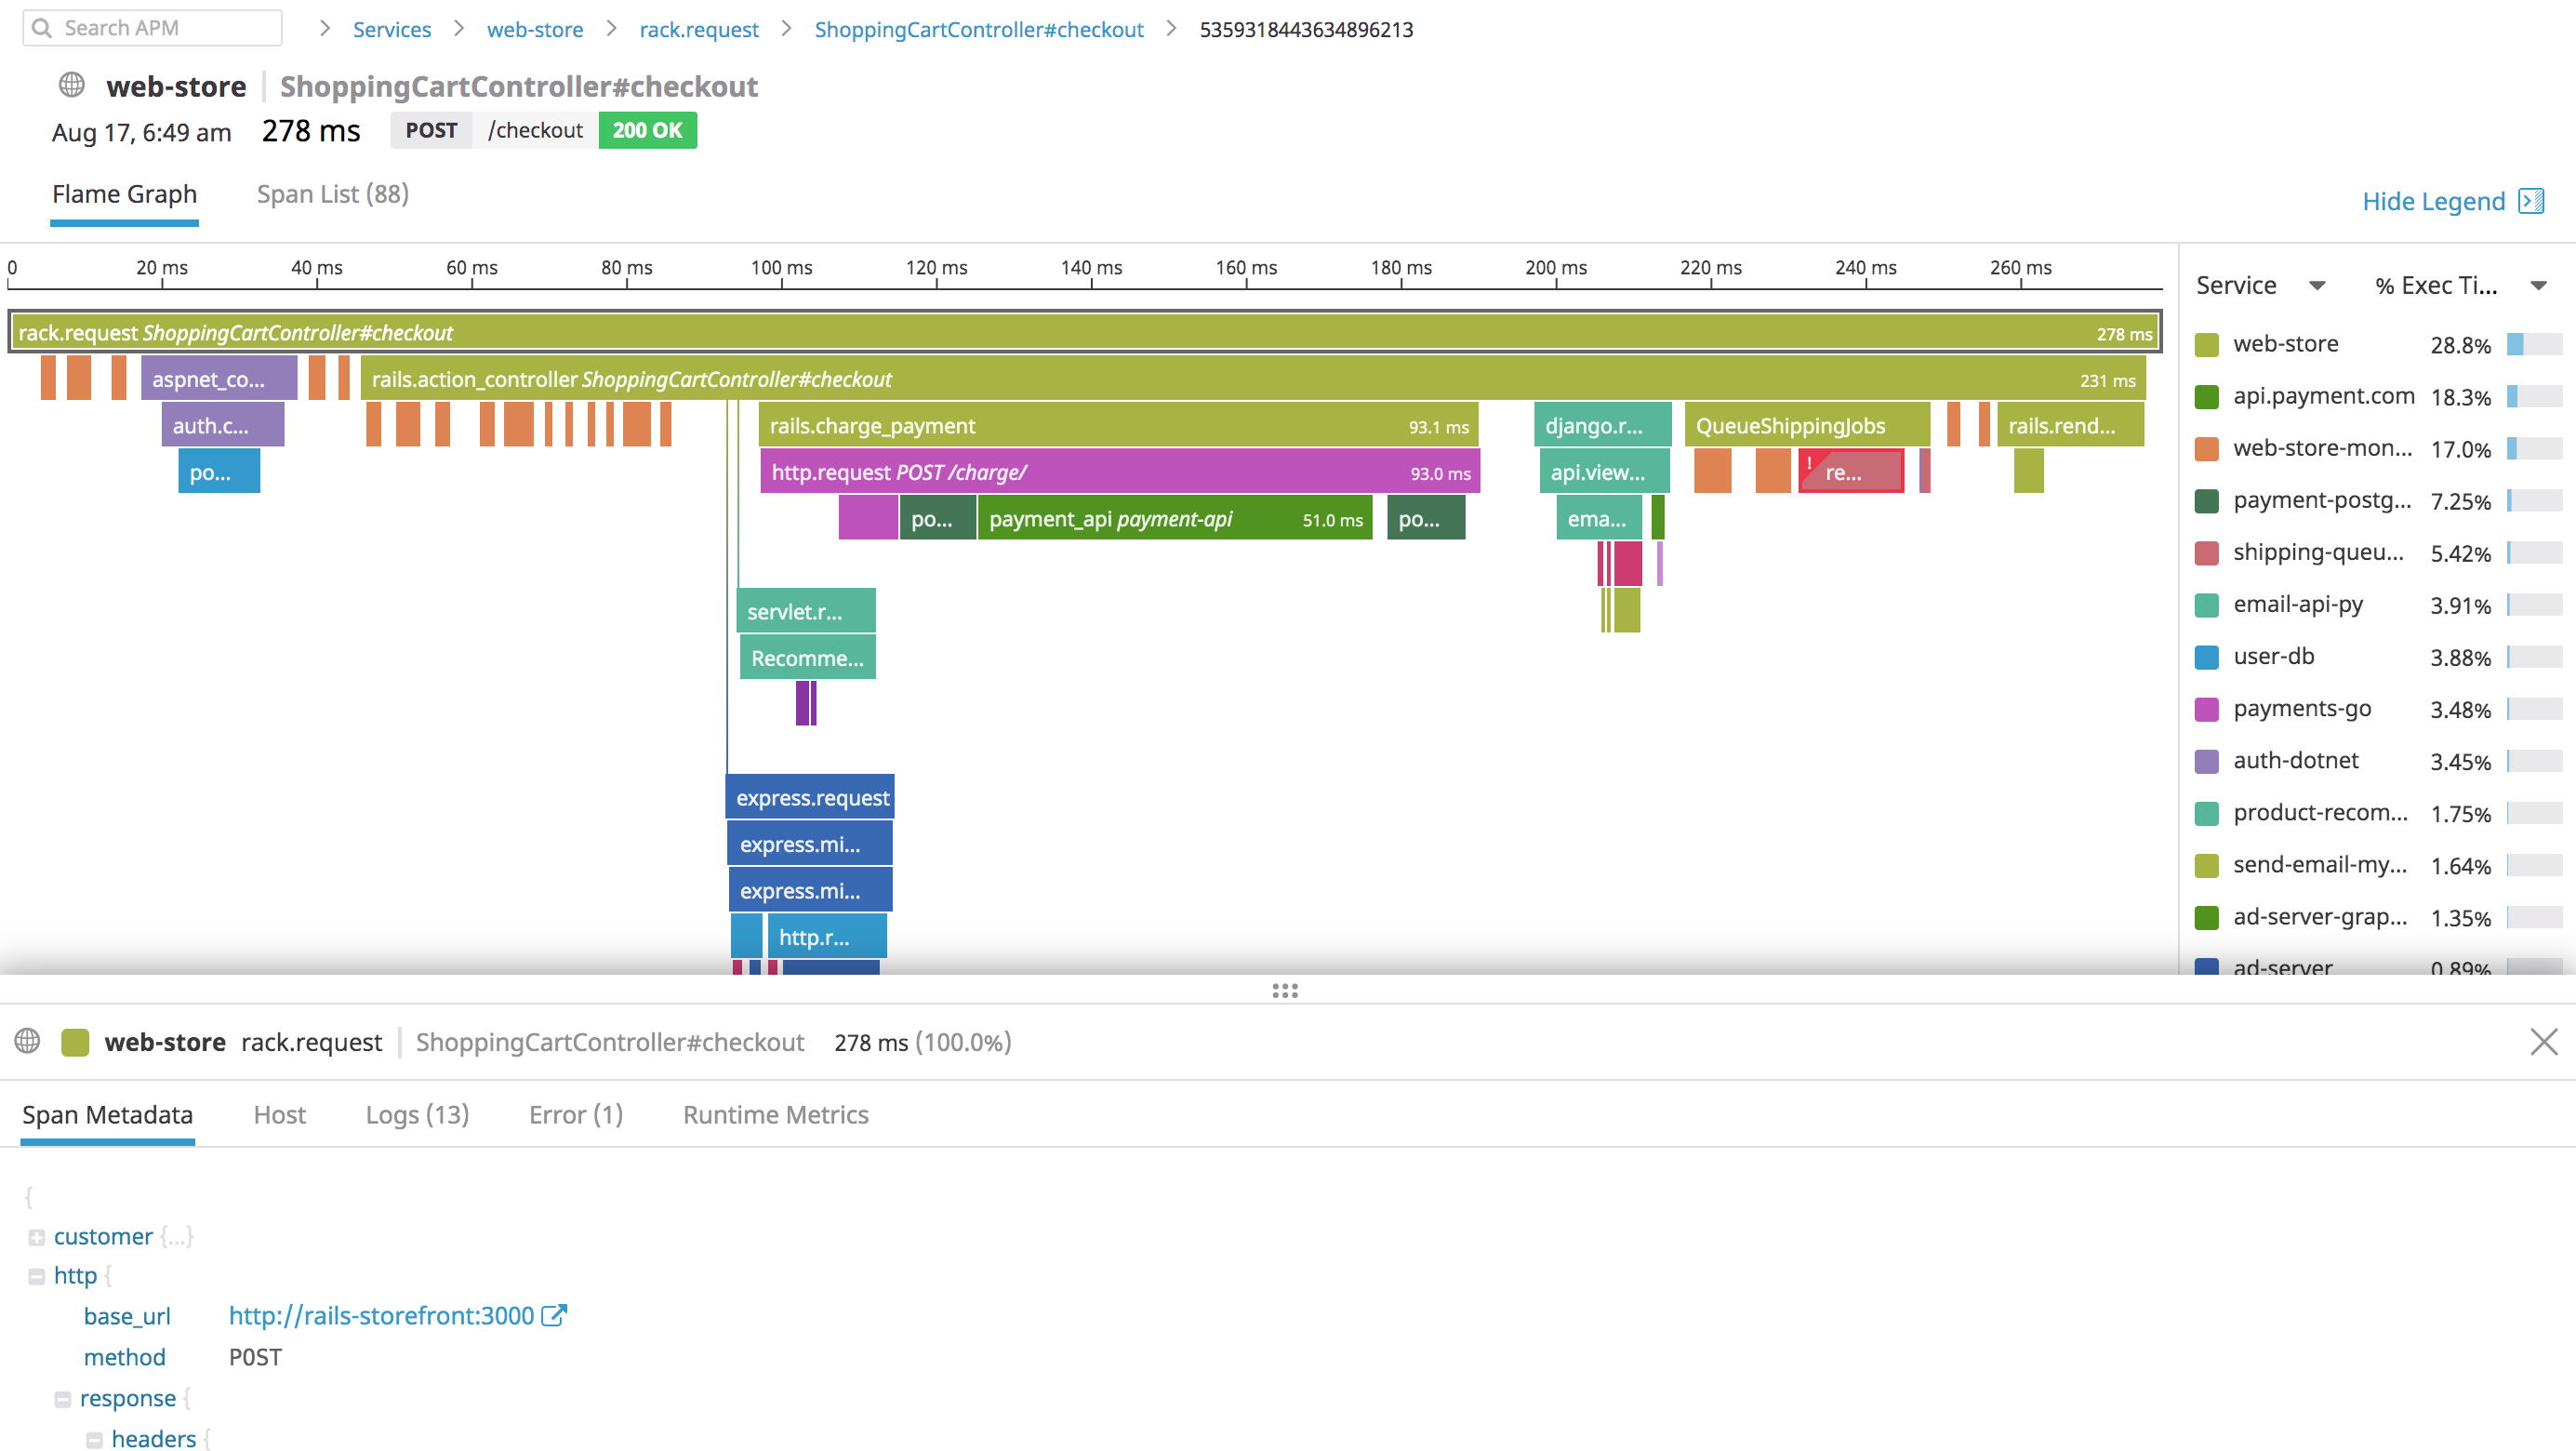 Search APM > Services > web-store > rack.request > ShoppingCartController#checkout > 5359318443634896213
web-store | ShoppingCartController#checkout
Aug 17, 6:49 am 278 ms POST /checkout 200 OK
Flame Graph Span List (88) Hide Legend
0 20 ms 40 ms 60 ms 80 ms 100 ms 120 ms 140 ms 160 ms 180 ms 200 ms 220 ms 240 ms 260 ms
rack.request ShoppingCartController#checkout 278 ms
aspnet_co... rails.action_controller ShoppingCartController#checkout 231 ms
auth.c... rails.charge_payment 93.1 ms django.r... QueueShippingJobs rails.rend...
po... http.request POST /charge/ 93.0 ms api.view... ! re...
po... payment_api payment-api 51.0 ms po... ema...
servlet.r...
Recomme...
express.request
express.mi...
express.mi...
http.r...
Service % Exec Ti...
web-store 28.8%
api.payment.com 18.3%
web-store-mon... 17.0%
payment-postg... 7.25%
shipping-queu... 5.42%
email-api-py 3.91%
user-db 3.88%
payments-go 3.48%
auth-dotnet 3.45%
product-recom... 1.75%
send-email-my... 1.64%
ad-server-grap... 1.35%
ad-server 0.89%
web-store rack.request | ShoppingCartController#checkout 278 ms (100.0%)
Span Metadata Host Logs (13) Error (1) Runtime Metrics
{
customer {...}
http {
base_url http://rails-storefront:3000
method POST
response {
headers {